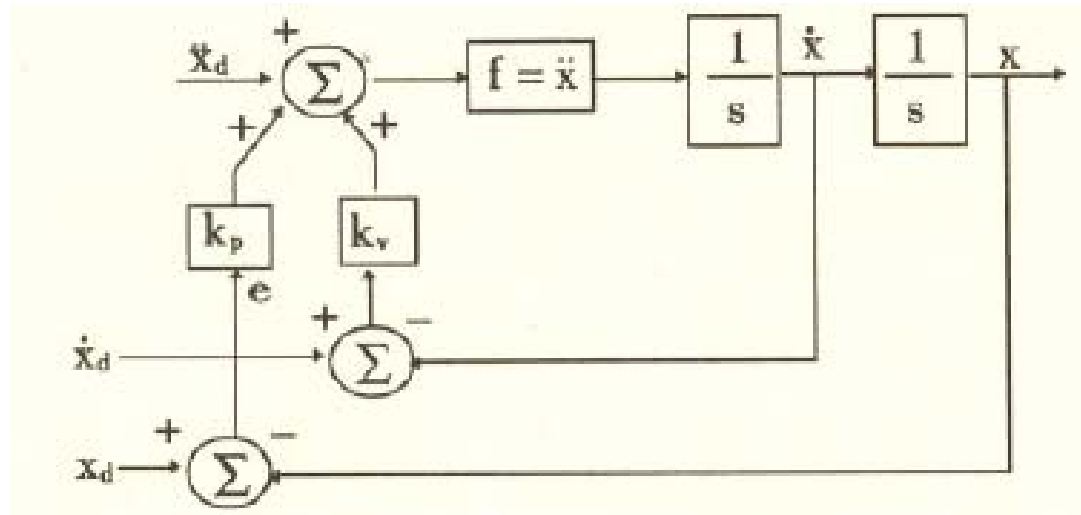 +
ẍd
Σ
f = ẍ
1
s
ẋ
1
s
x
+
+
kp
kv
e
+
−
ẋd
Σ
+
−
xd
Σ